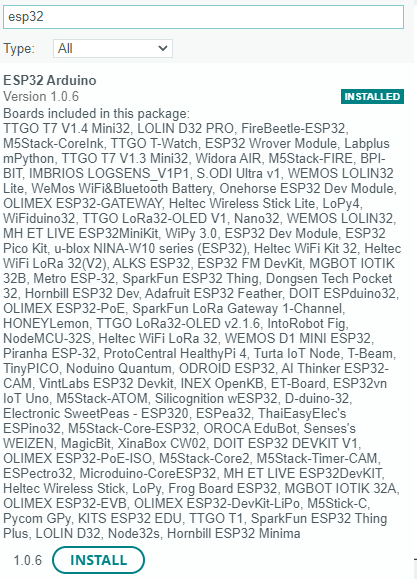 esp32
Type: All
ESP32 Arduino
Version 1.0.6 INSTALLED
Boards included in this package:
TTGO T7 V1.4 Mini32, LOLIN D32 PRO, FireBeetle-ESP32,
M5Stack-CoreInk, TTGO T-Watch, ESP32 Wrover Module, Labplus
mPython, TTGO T7 V1.3 Mini32, Widora AIR, M5Stack-FIRE, BPI-
BIT, IMBRIOS LOGSENS_V1P1, S.ODI Ultra v1, WEMOS LOLIN32
Lite, WeMos WiFi&Bluetooth Battery, Onehorse ESP32 Dev Module,
OLIMEX ESP32-GATEWAY, Heltec Wireless Stick Lite, LoPy4,
WiFiduino32, TTGO LoRa32-OLED V1, Nano32, WEMOS LOLIN32,
MH ET LIVE ESP32MiniKit, WiPy 3.0, ESP32 Dev Module, ESP32
Pico Kit, u-blox NINA-W10 series (ESP32), Heltec WiFi Kit 32, Heltec
WiFi LoRa 32(V2), ALKS ESP32, ESP32 FM DevKit, MGBOT IOTIK
32B, Metro ESP-32, SparkFun ESP32 Thing, Dongsen Tech Pocket
32, Hornbill ESP32 Dev, Adafruit ESP32 Feather, DOIT ESPduino32,
OLIMEX ESP32-PoE, SparkFun LoRa Gateway 1-Channel,
HONEYLemon, TTGO LoRa32-OLED v2.1.6, IntoRobot Fig,
NodeMCU-32S, Heltec WiFi LoRa 32, WEMOS D1 MINI ESP32,
Piranha ESP-32, ProtoCentral HealthyPi 4, Turta IoT Node, T-Beam,
TinyPICO, Noduino Quantum, ODROID ESP32, AI Thinker ESP32-
CAM, VintLabs ESP32 Devkit, INEX OpenKB, ET-Board, ESP32vn
IoT Uno, M5Stack-ATOM, Silicognition wESP32, D-duino-32,
Electronic SweetPeas - ESP320, ESPea32, ThaiEasyElec's
ESPino32, M5Stack-Core-ESP32, OROCA EduBot, Senses's
WEIZEN, MagicBit, XinaBox CW02, DOIT ESP32 DEVKIT V1,
OLIMEX ESP32-PoE-ISO, M5Stack-Core2, M5Stack-Timer-CAM,
ESPectro32, Microduino-CoreESP32, MH ET LIVE ESP32DevKIT,
Heltec Wireless Stick, LoPy, Frog Board ESP32, MGBOT IOTIK 32A,
OLIMEX ESP32-EVB, OLIMEX ESP32-DevKit-LiPo, M5Stick-C,
Pycom GPy, KITS ESP32 EDU, TTGO T1, SparkFun ESP32 Thing
Plus, LOLIN D32, Node32s, Hornbill ESP32 Minima
1.0.6 INSTALL